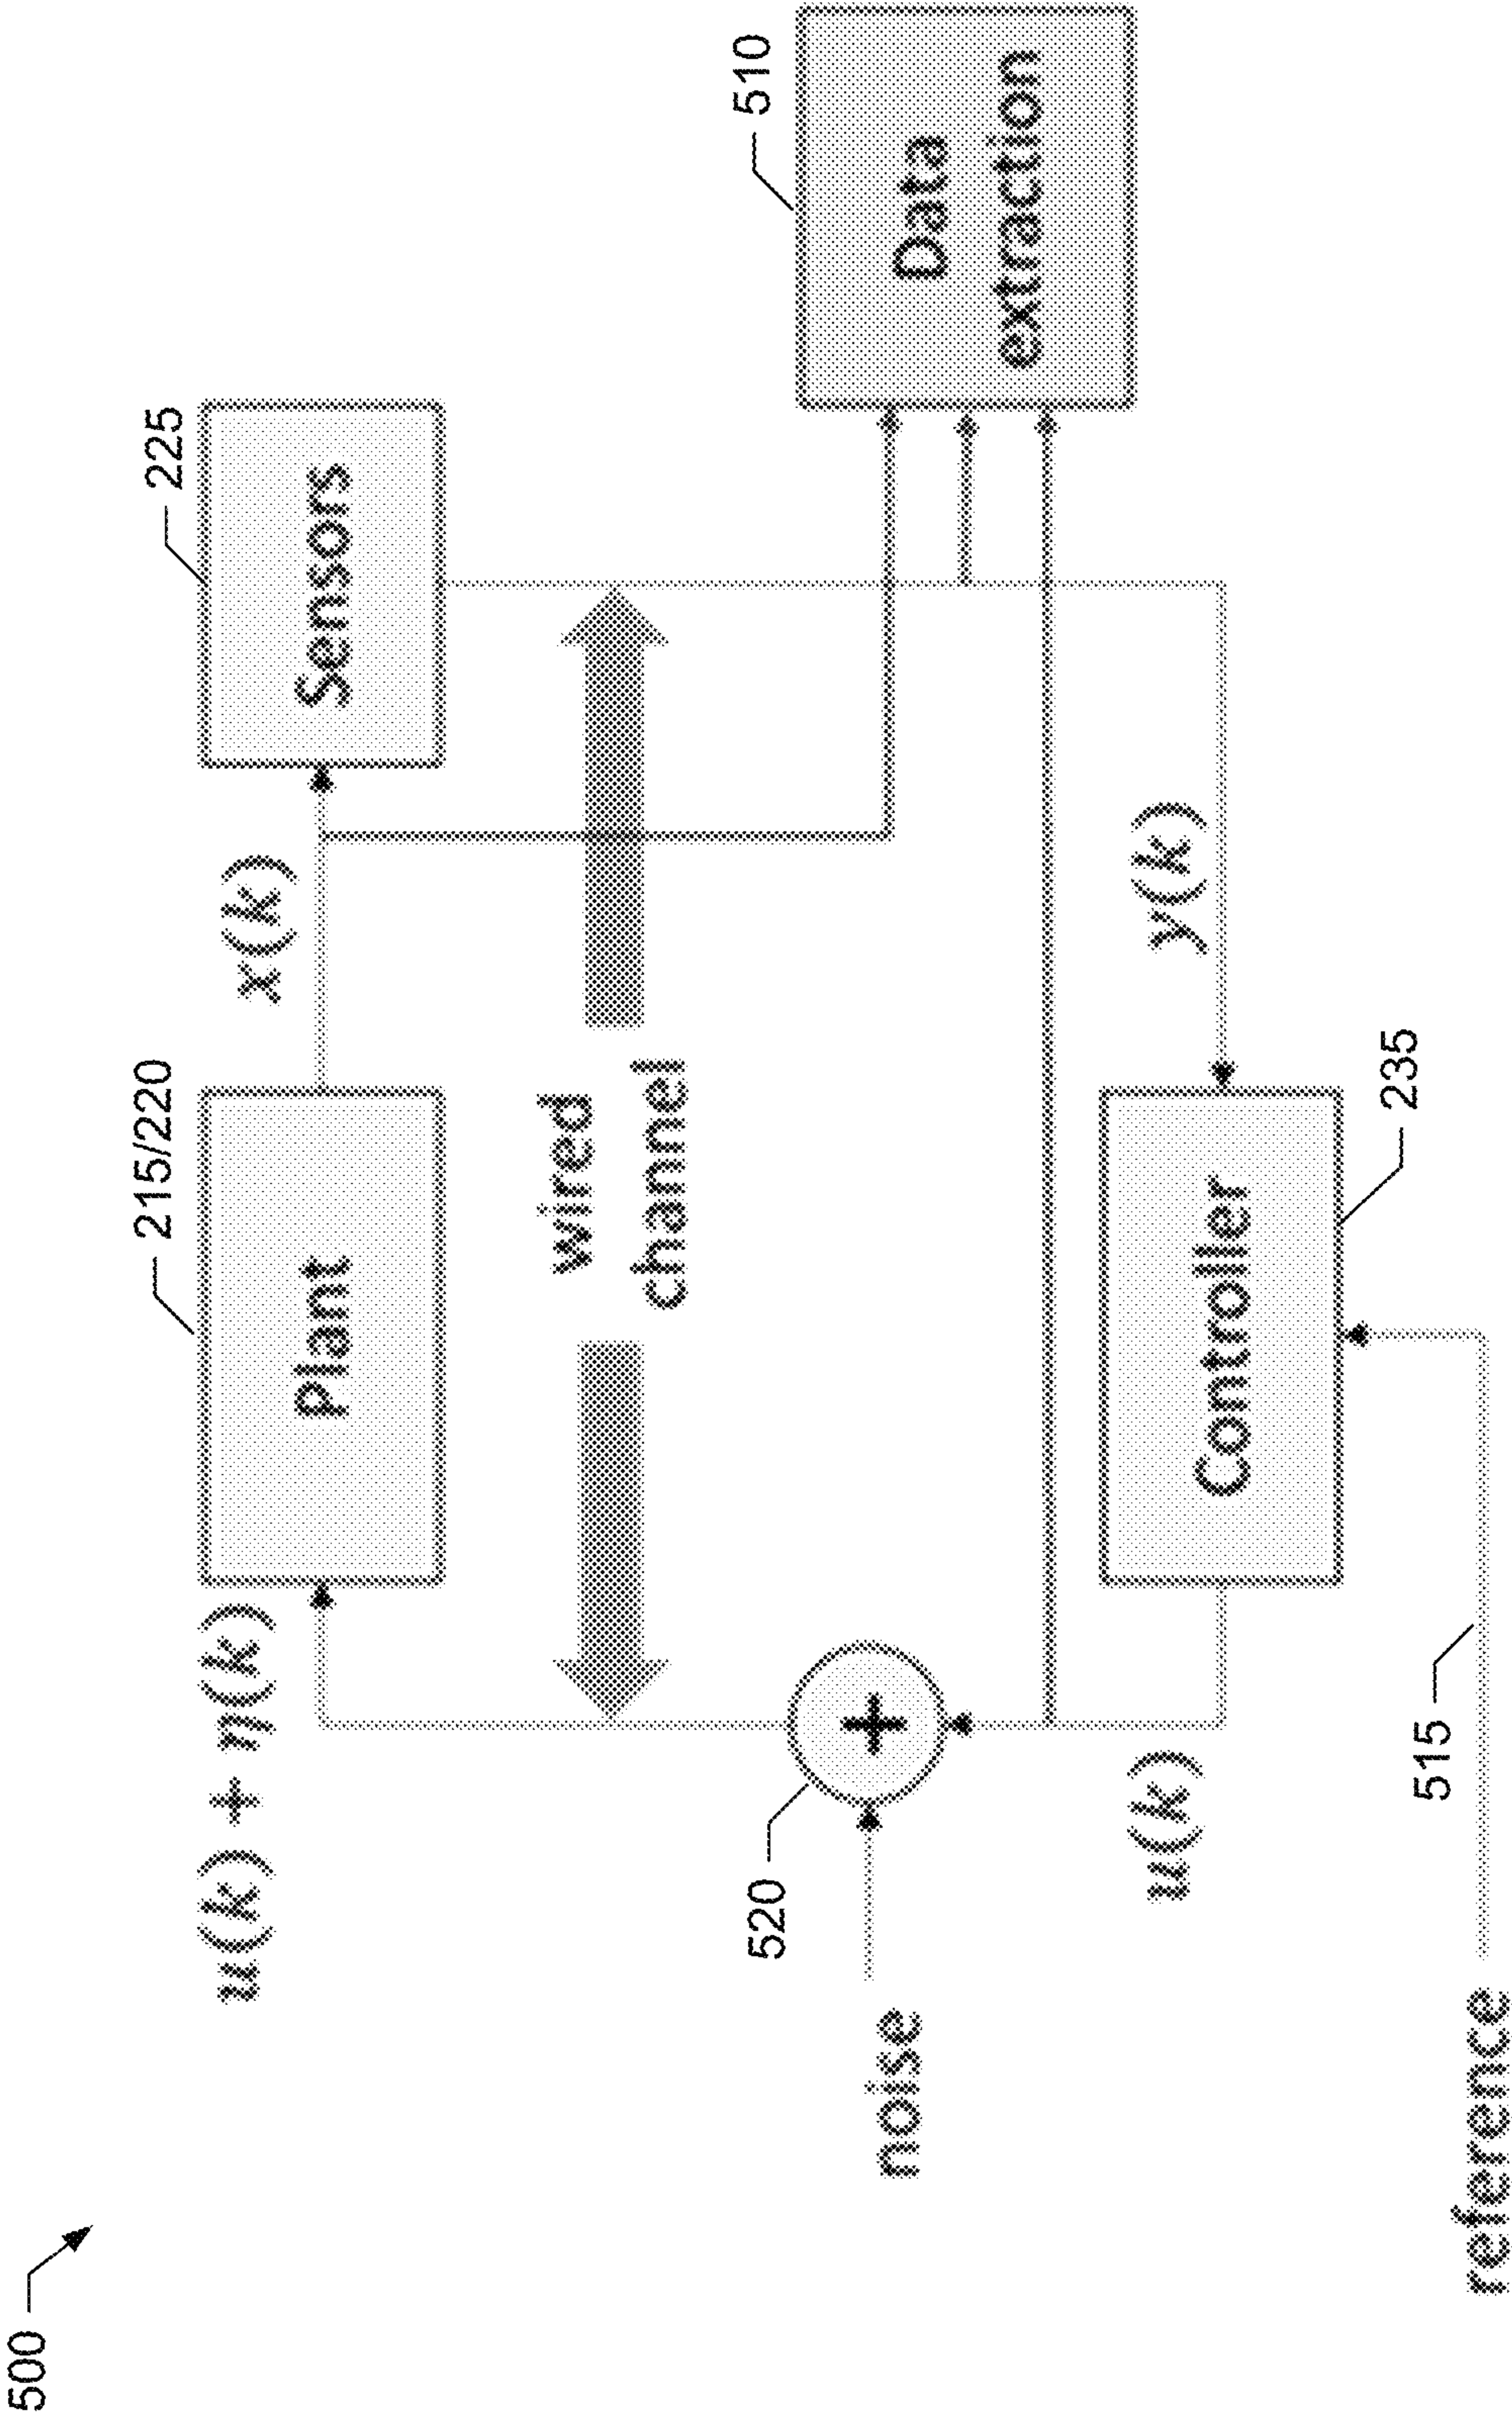 500
u(k) + η(k)
215/220
Plant
x(k)
225
Sensors
wired
channel
510
Data
extraction
noise
520
+
u(k)
y(k)
Controller
235
515
reference